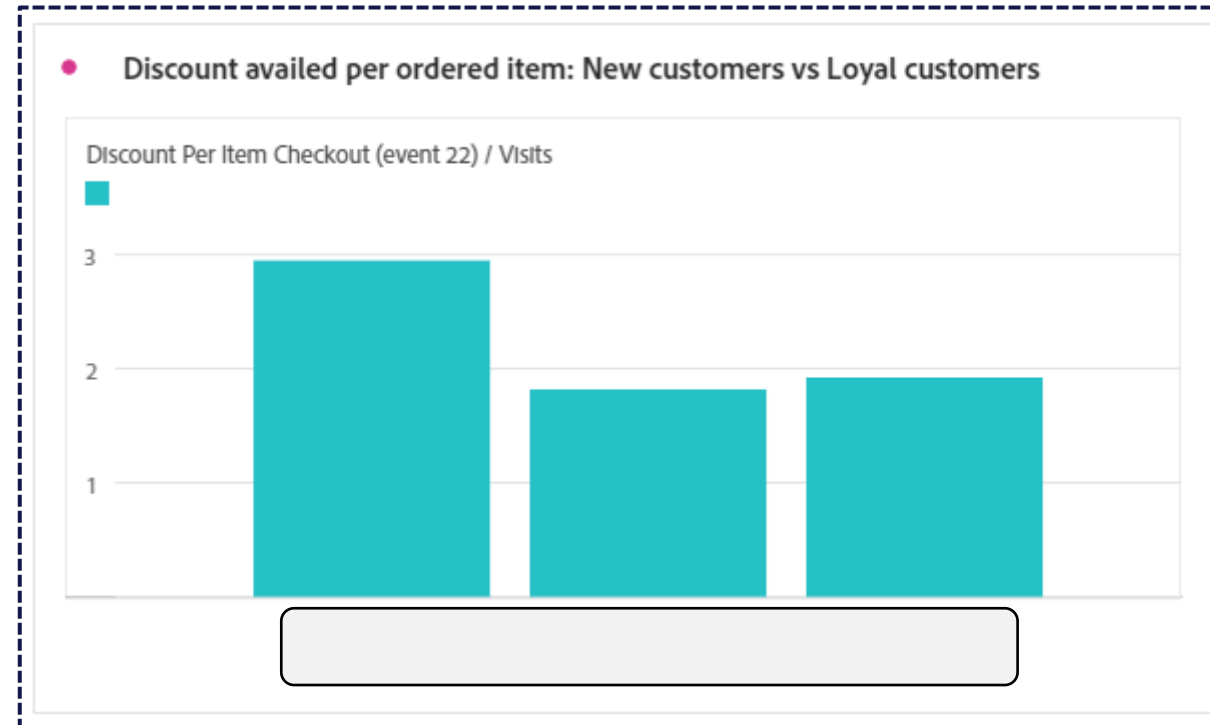 Discount availed per ordered item: New customers vs Loyal customers
Discount Per Item Checkout (event 22) / Visits
3
2
1